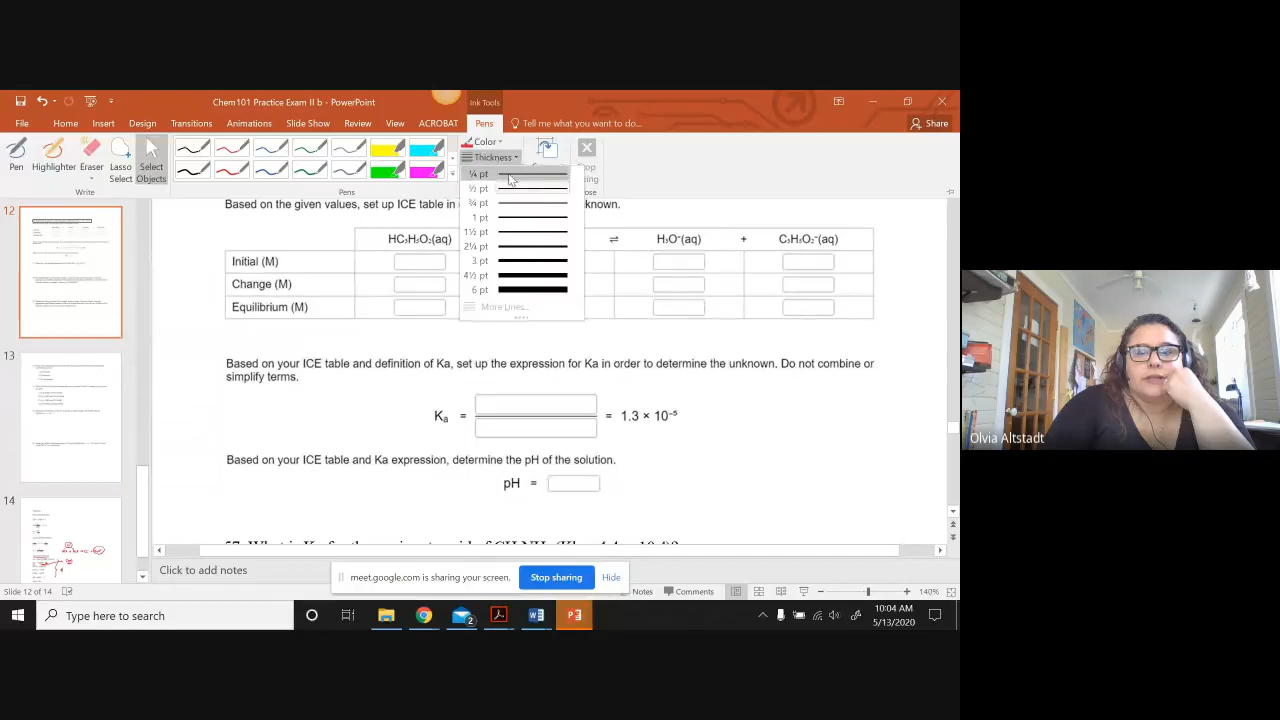 Chem101 Practice Exam II b - PowerPoint
Ink Tools
File Home Insert Design Transitions Animations Slide Show Review View ACROBAT Pens Tell me what you want to do... Share
Pen Highlighter Eraser Lasso Select Select Objects
Color
Thickness
Write
Pens
¼ pt
½ pt
¾ pt
1 pt
1½ pt
2¼ pt
3 pt
4½ pt
6 pt
More Lines...
12
13
14
Based on the given values, set up ICE table in
HC₃H₅O₂(aq) ⇌ H₃O⁺(aq) + C₃H₅O₂⁻(aq)
Initial (M)
Change (M)
Equilibrium (M)
Based on your ICE table and definition of Ka, set up the expression for Ka in order to determine the unknown. Do not combine or
simplify terms.
Ka = = 1.3 × 10⁻⁵
Based on your ICE table and Ka expression, determine the pH of the solution.
pH =
Click to add notes
meet.google.com is sharing your screen. Stop sharing Hide
Slide 12 of 14
Notes Comments 140%
Type here to search
2
10:04 AM
5/13/2020
Olvia Altstadt